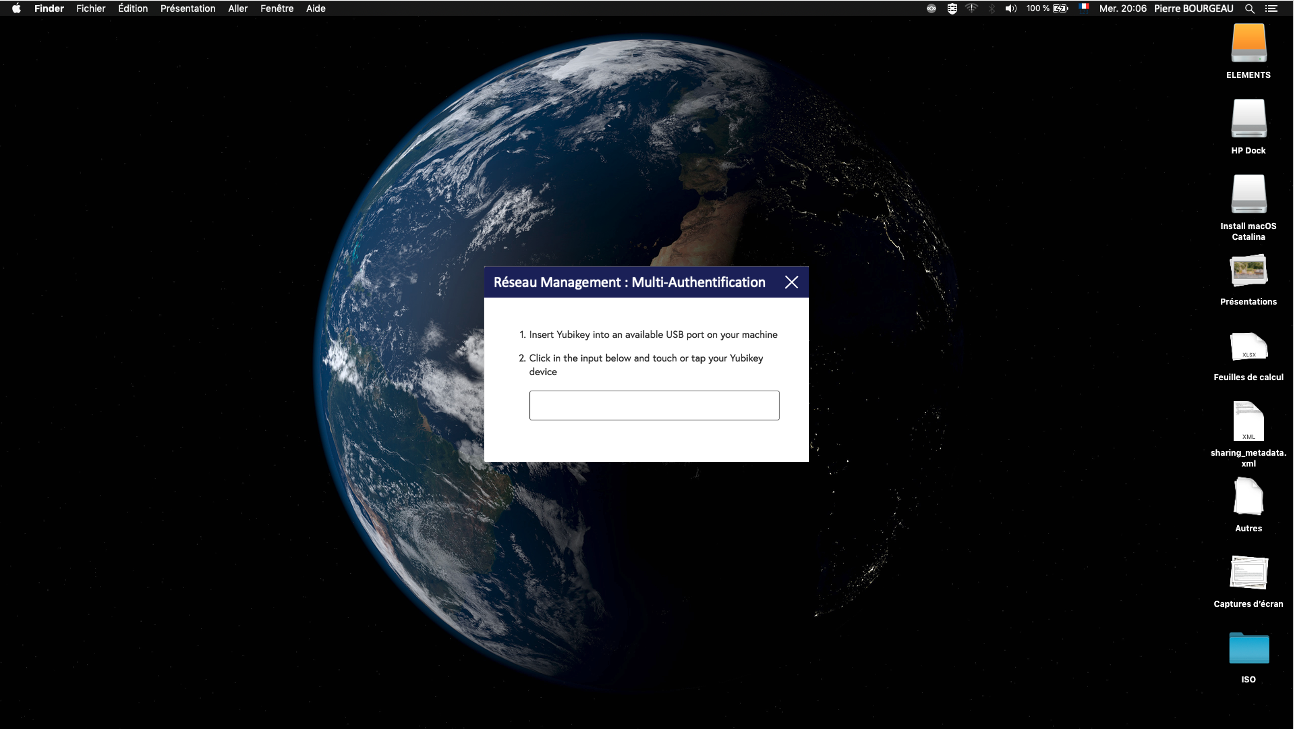 Finder Fichier Édition Présentation Aller Fenêtre Aide 100 % Mer. 20:06 Pierre BOURGEAU
ELEMENTS
HP Dock
Install macOS
Catalina
Présentations
XLSX
Feuilles de calcul
XML
sharing_metadata.
xml
Autres
Captures d'écran
ISO
Réseau Management : Multi-Authentification
1. Insert Yubikey into an available USB port on your machine
2. Click in the input below and touch or tap your Yubikey
device